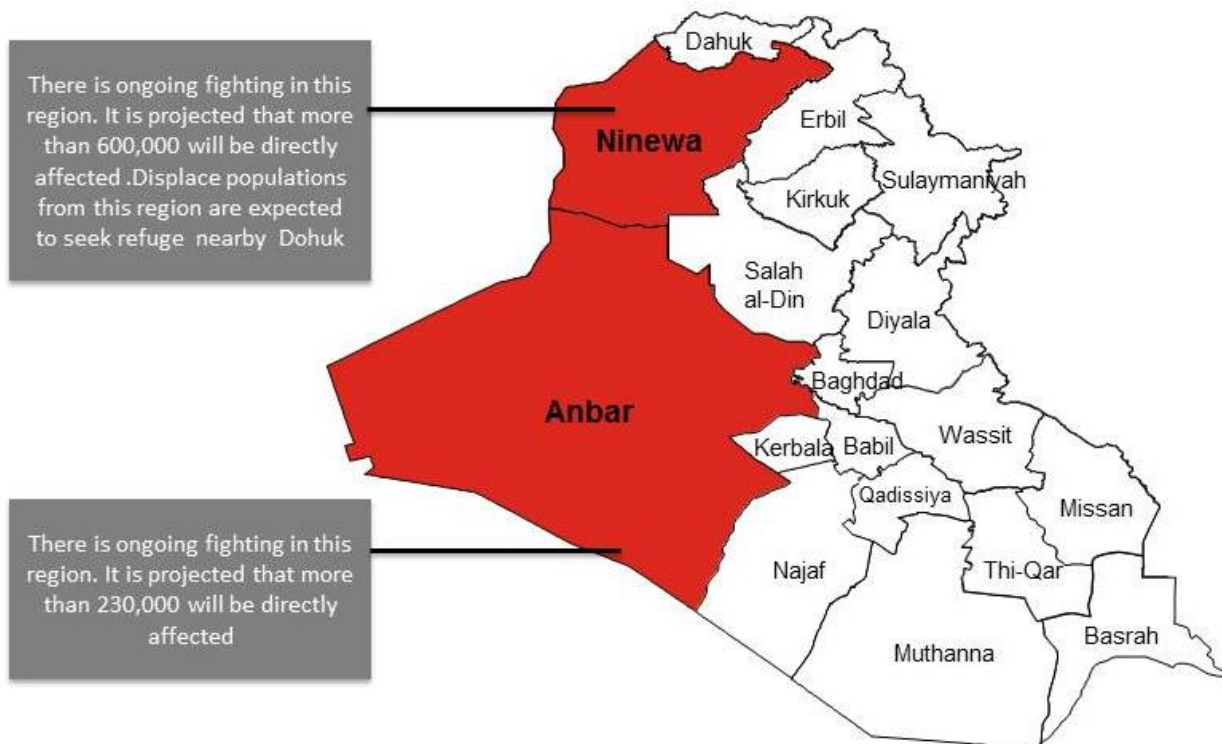 There is ongoing fighting in this
region. It is projected that more
than 600,000 will be directly
affected .Displace populations
from this region are expected
to seek refuge nearby Dohuk
There is ongoing fighting in this
region. It is projected that more
than 230,000 will be directly
affected
Dahuk
Ninewa
Erbil
Kirkuk
Sulaymaniyah
Salah
al-Din
Diyala
Baghdad
Anbar
Kerbala
Babil
Wassit
Qadissiya
Missan
Najaf
Thi-Qar
Muthanna
Basrah